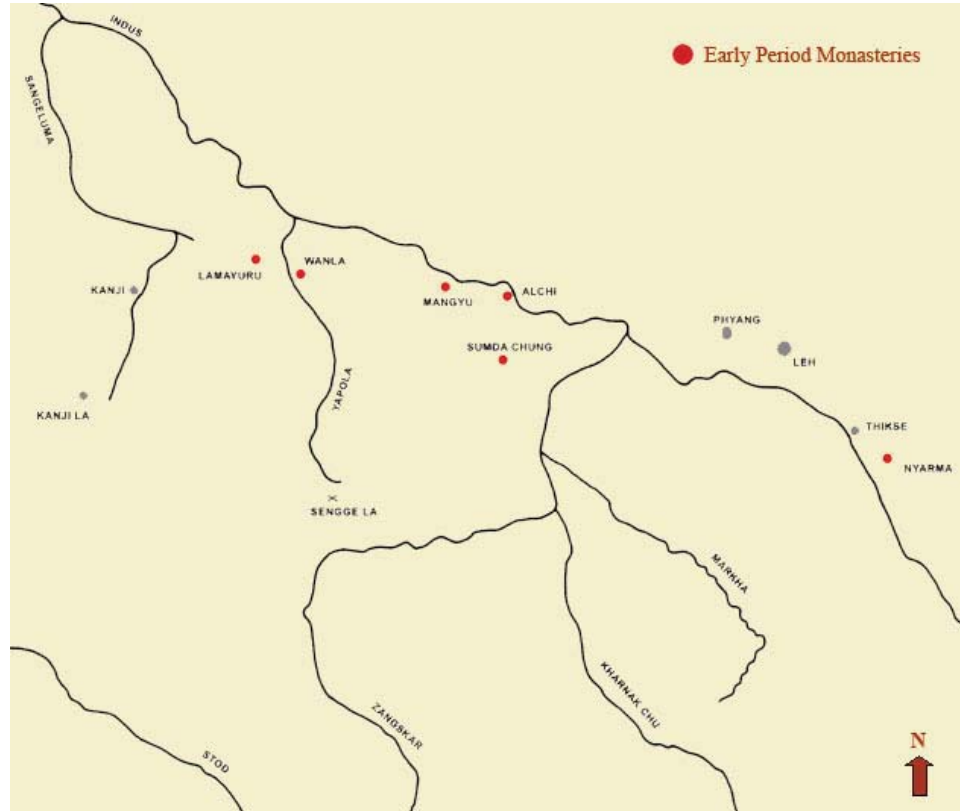 INDUS
Early Period Monasteries
SANGELUMA
WANLA
LAMAYURU
KANJI
MANGYU
ALCHI
PHYANG
SUMDA CHUNG
LEH
YAPOLA
KANJI LA
THIKSE
NYARMA
SENGGE LA
MARKHA
KHARNAK CHU
ZANGSKAR
STOD
N